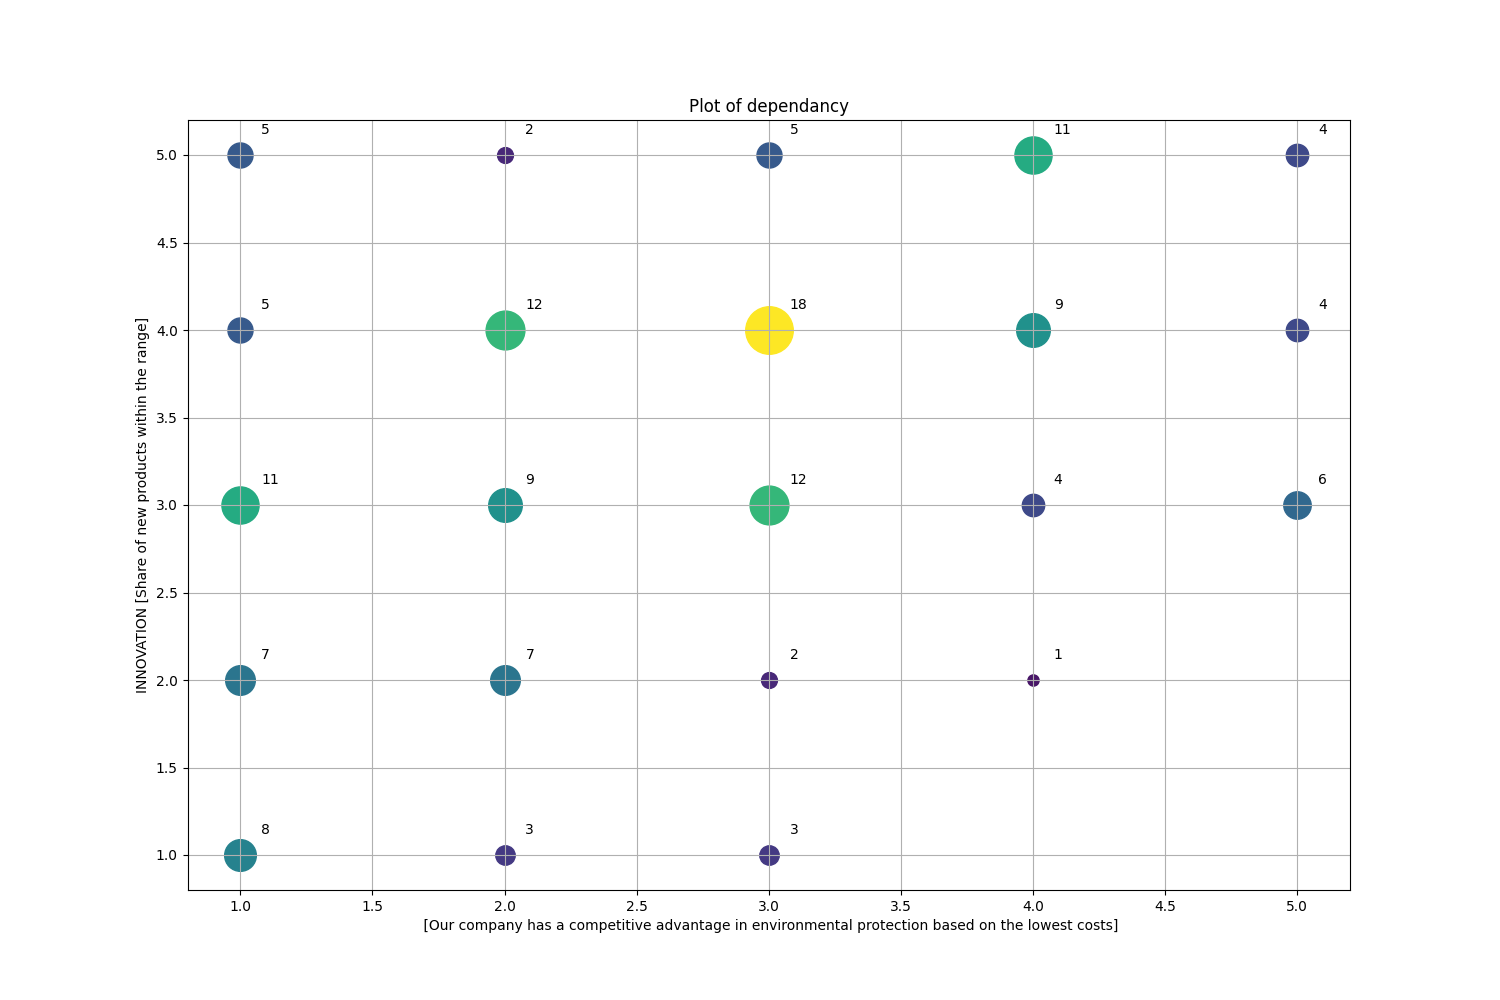 Plot of dependancy
5 2 5 11 4
5.0
4.5
5 12 18 9 4
4.0
3.5
11 9 12 4 6
3.0
2.5
7 7 2 1
2.0
1.5
8 3 3
1.0
INNOVATION [Share of new products within the range]
1.0 1.5 2.0 2.5 3.0 3.5 4.0 4.5 5.0
[Our company has a competitive advantage in environmental protection based on the lowest costs]